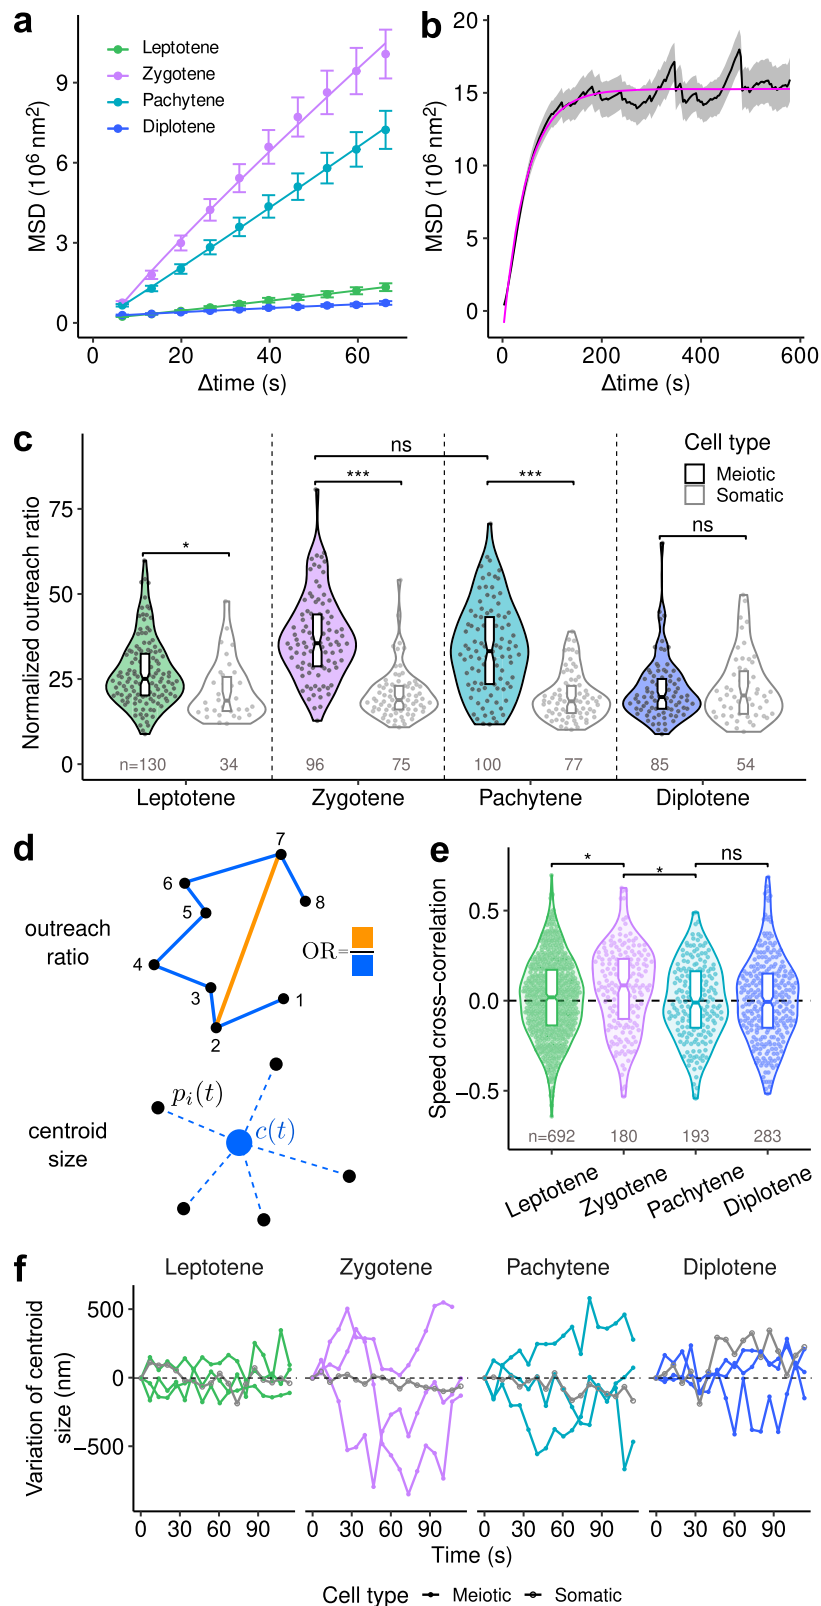 a
MSD (10⁶ nm²)
9
6
3
0
Leptotene
Zygotene
Pachytene
Diplotene
0 20 40 60
Δtime (s)
b
MSD (10⁶ nm²)
20
15
10
5
0
0 200 400 600
Δtime (s)
c
Normalized outreach ratio
75
50
25
0
Cell type
Meiotic
Somatic
ns
*** ***
* ns
n=130 34 96 75 100 77 85 54
Leptotene Zygotene Pachytene Diplotene
d
outreach
ratio
7
6
5
8
4
3
1
2
OR=
centroid
size
pᵢ(t)
c(t)
e
Speed cross−correlation
0.5
0.0
−0.5
* * ns
n=692 180 193 283
Leptotene Zygotene Pachytene Diplotene
f
Leptotene Zygotene Pachytene Diplotene
Variation of centroid
size (nm)
500
0
−500
0 30 60 90 0 30 60 90 0 30 60 90 0 30 60 90
Time (s)
Cell type Meiotic Somatic